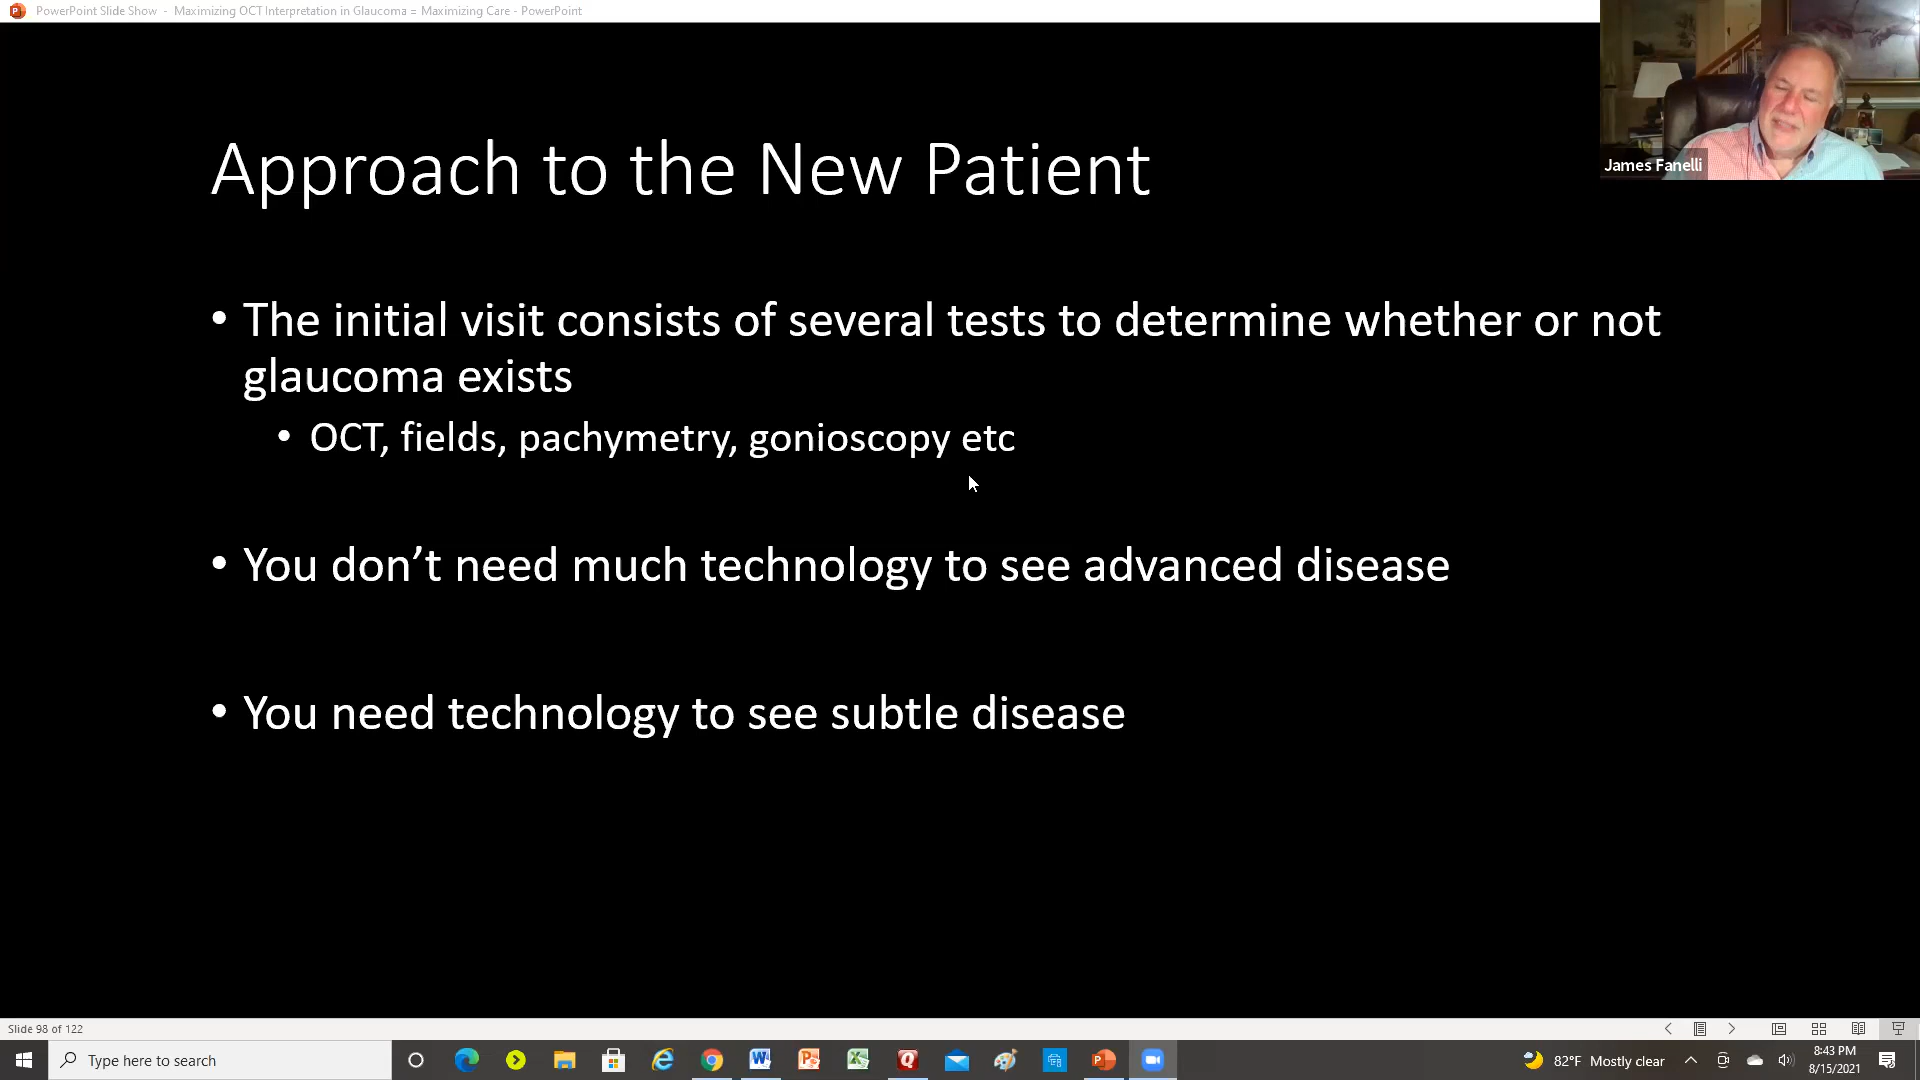 PowerPoint Slide Show - Maximizing OCT Interpretation in Glaucoma = Maximizing Care - PowerPoint
James Fanelli
Approach to the New Patient
• The initial visit consists of several tests to determine whether or not
glaucoma exists
• OCT, fields, pachymetry, gonioscopy etc
• You don’t need much technology to see advanced disease
• You need technology to see subtle disease
Slide 98 of 122
Type here to search
82°F Mostly clear
8:43 PM
8/15/2021